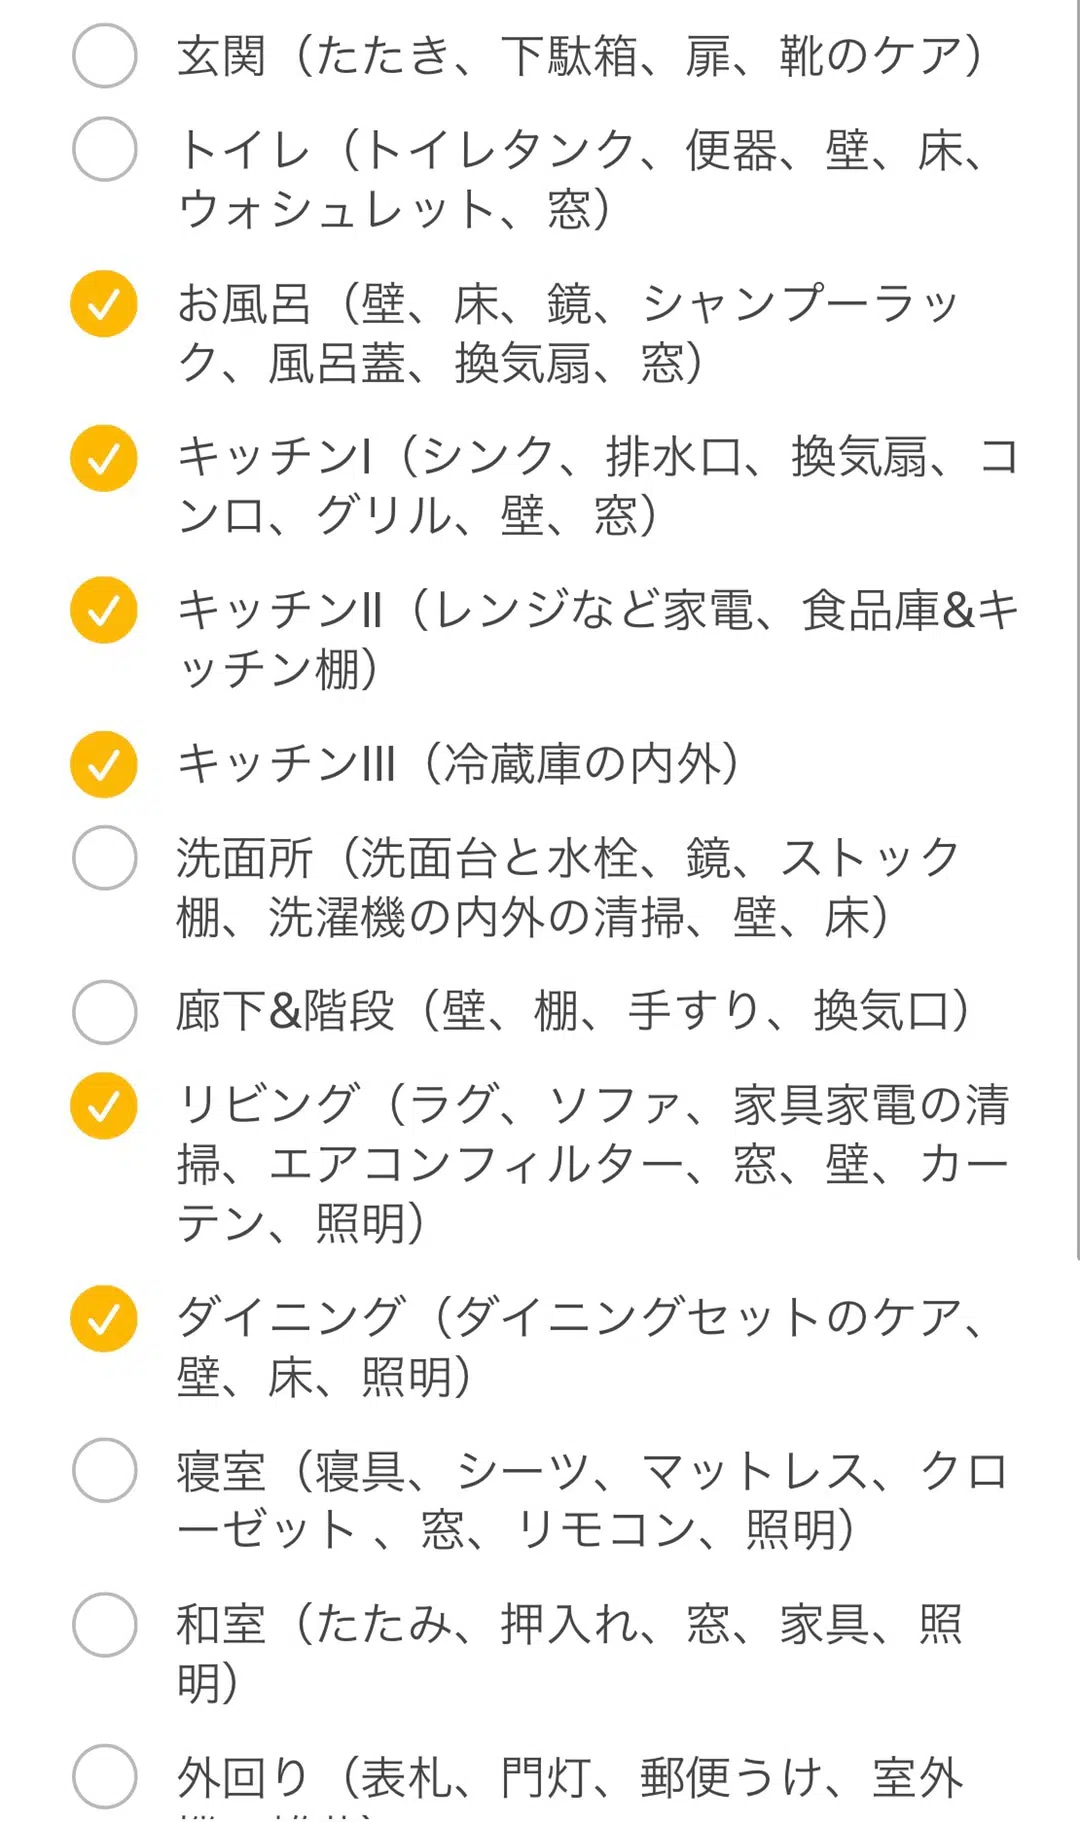 玄関（たたき、下駄箱、扉、靴のケア）
トイレ（トイレタンク、便器、壁、床、
ウォシュレット、窓）
お風呂（壁、床、鏡、シャンプーラッ
ク、風呂蓋、換気扇、窓）
キッチンI（シンク、排水口、換気扇、コ
ンロ、グリル、壁、窓）
キッチンII（レンジなど家電、食品庫&キ
ッチン棚）
キッチンIII（冷蔵庫の内外）
洗面所（洗面台と水栓、鏡、ストック
棚、洗濯機の内外の清掃、壁、床）
廊下&階段（壁、棚、手すり、換気口）
リビング（ラグ、ソファ、家具家電の清
掃、エアコンフィルター、窓、壁、カー
テン、照明）
ダイニング（ダイニングセットのケア、
壁、床、照明）
寝室（寝具、シーツ、マットレス、クロ
ーゼット 、窓、リモコン、照明）
和室（たたみ、押入れ、窓、家具、照
明）
外回り（表札、門灯、郵便うけ、室外